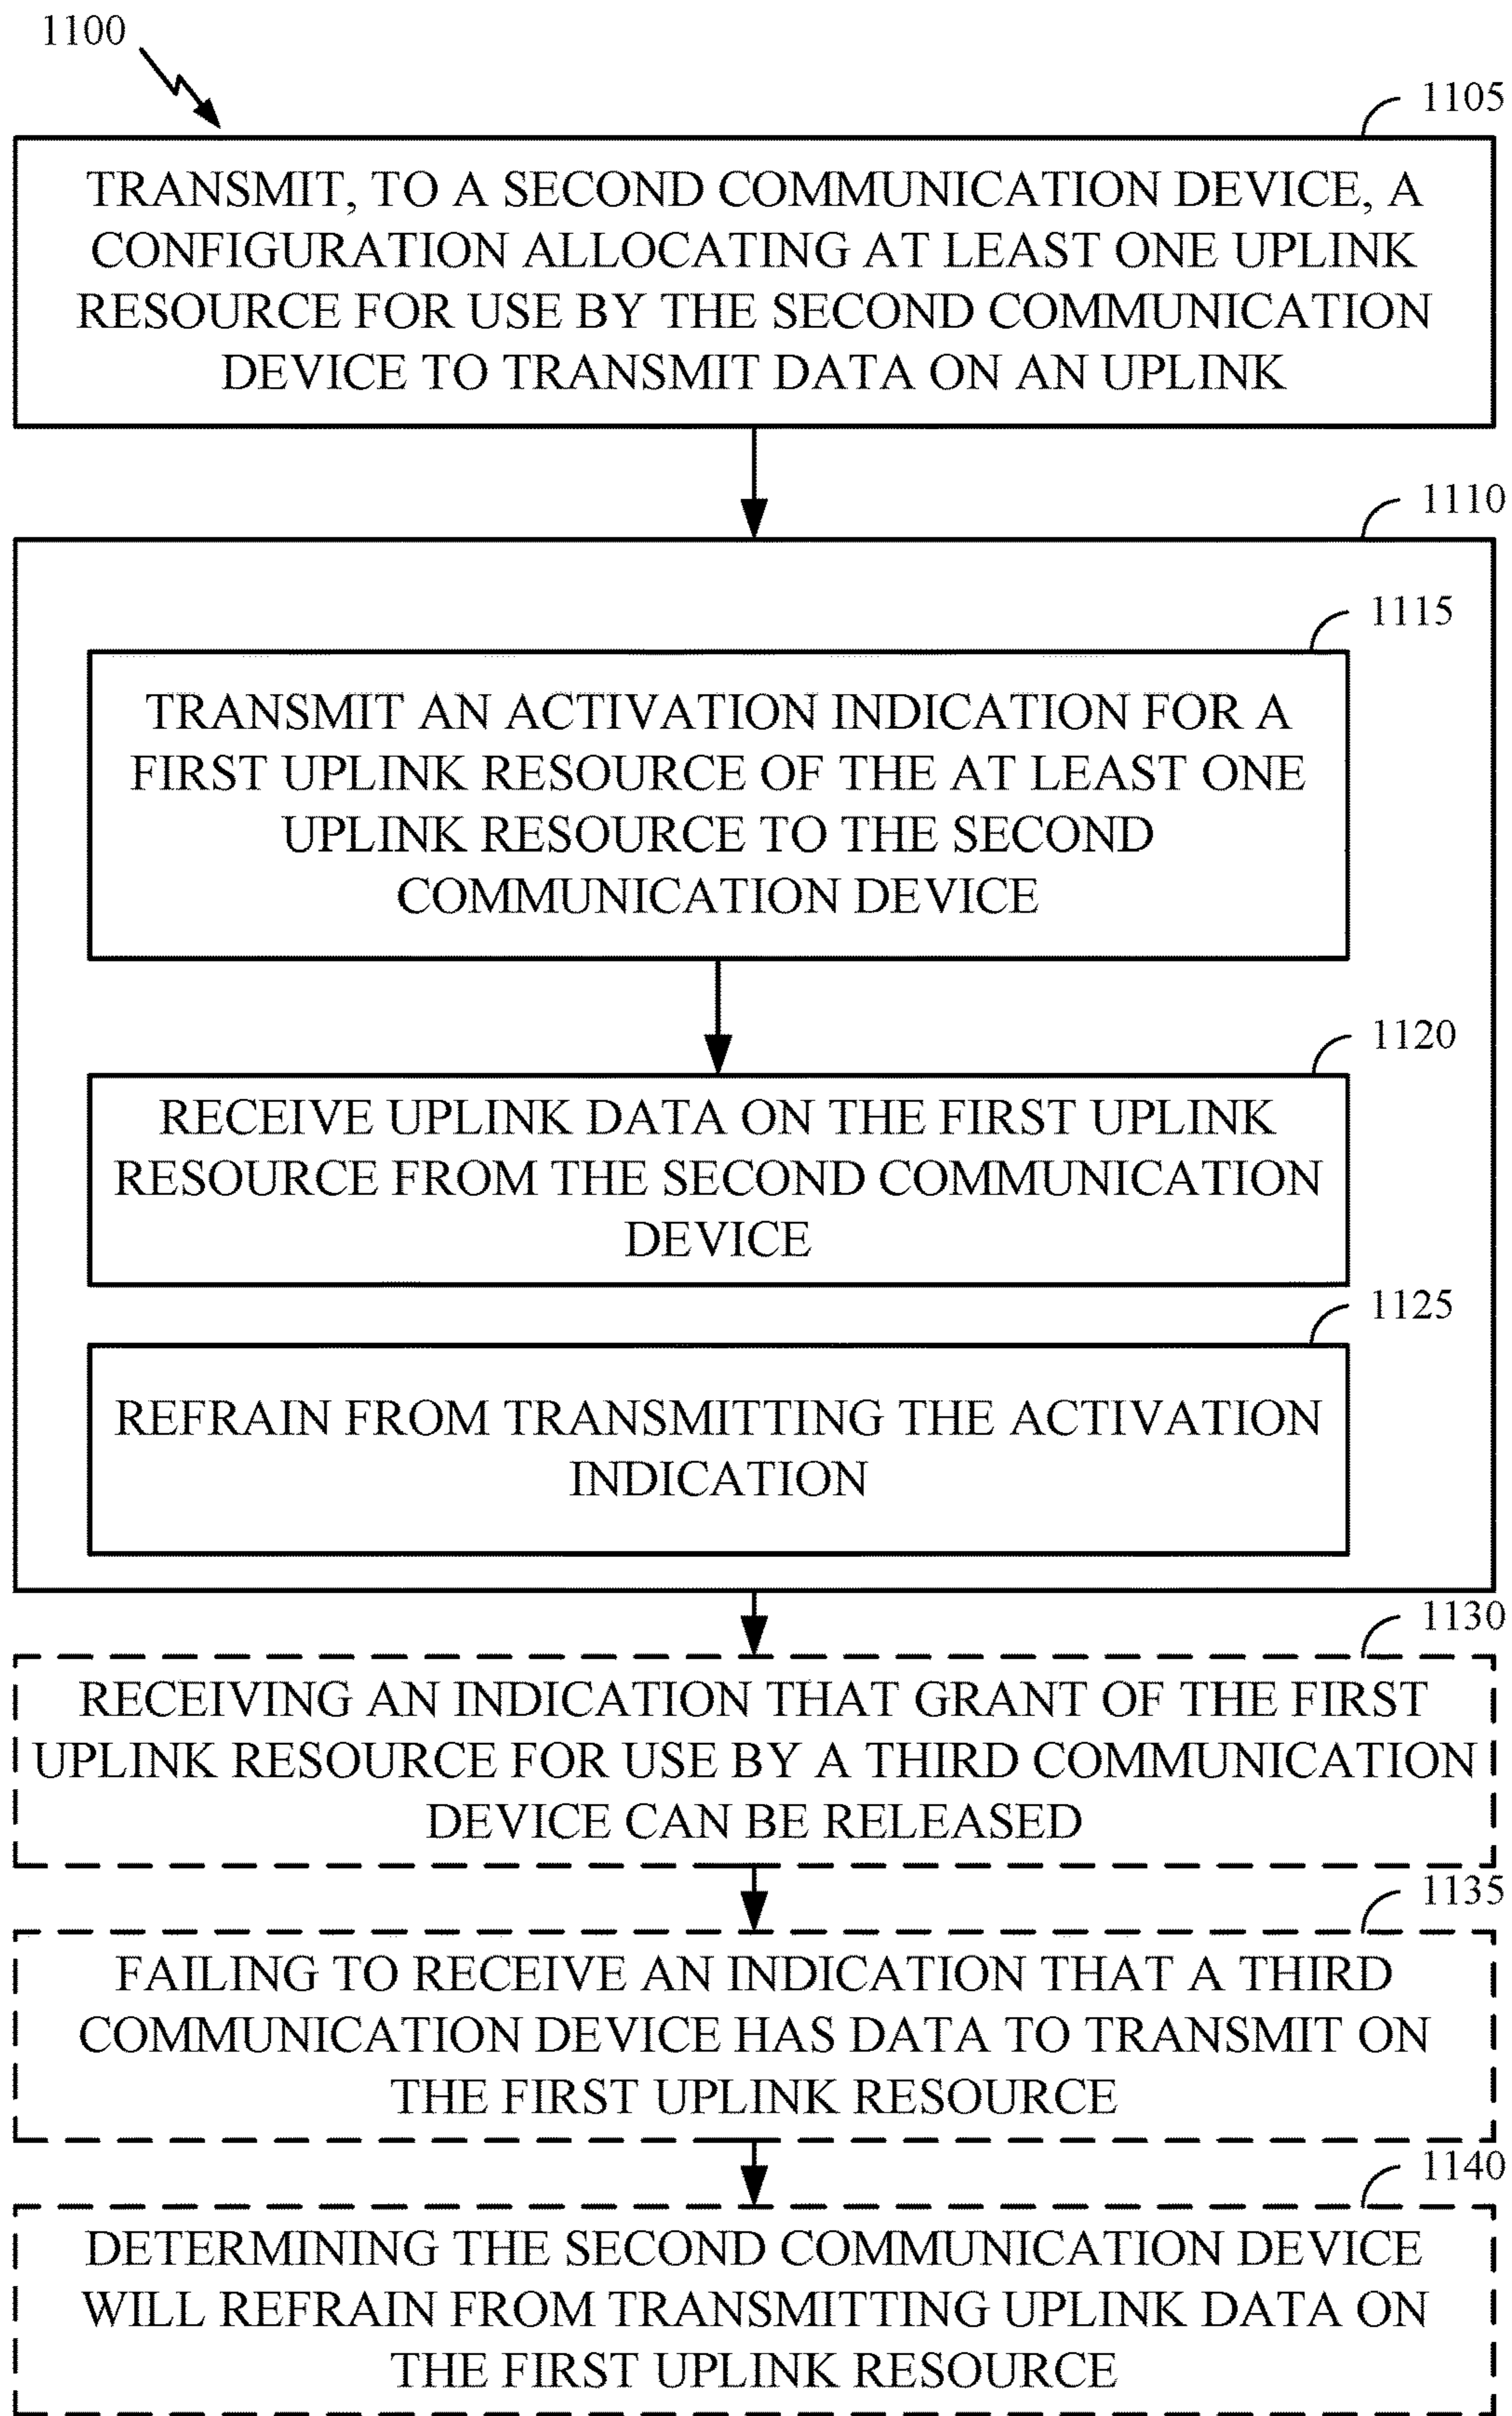 1100
1105
TRANSMIT, TO A SECOND COMMUNICATION DEVICE, A
CONFIGURATION ALLOCATING AT LEAST ONE UPLINK
RESOURCE FOR USE BY THE SECOND COMMUNICATION
DEVICE TO TRANSMIT DATA ON AN UPLINK
1110
1115
TRANSMIT AN ACTIVATION INDICATION FOR A
FIRST UPLINK RESOURCE OF THE AT LEAST ONE
UPLINK RESOURCE TO THE SECOND
COMMUNICATION DEVICE
1120
RECEIVE UPLINK DATA ON THE FIRST UPLINK
RESOURCE FROM THE SECOND COMMUNICATION
DEVICE
1125
REFRAIN FROM TRANSMITTING THE ACTIVATION
INDICATION
1130
RECEIVING AN INDICATION THAT GRANT OF THE FIRST
UPLINK RESOURCE FOR USE BY A THIRD COMMUNICATION
DEVICE CAN BE RELEASED
1135
FAILING TO RECEIVE AN INDICATION THAT A THIRD
COMMUNICATION DEVICE HAS DATA TO TRANSMIT ON
THE FIRST UPLINK RESOURCE
1140
DETERMINING THE SECOND COMMUNICATION DEVICE
WILL REFRAIN FROM TRANSMITTING UPLINK DATA ON
THE FIRST UPLINK RESOURCE